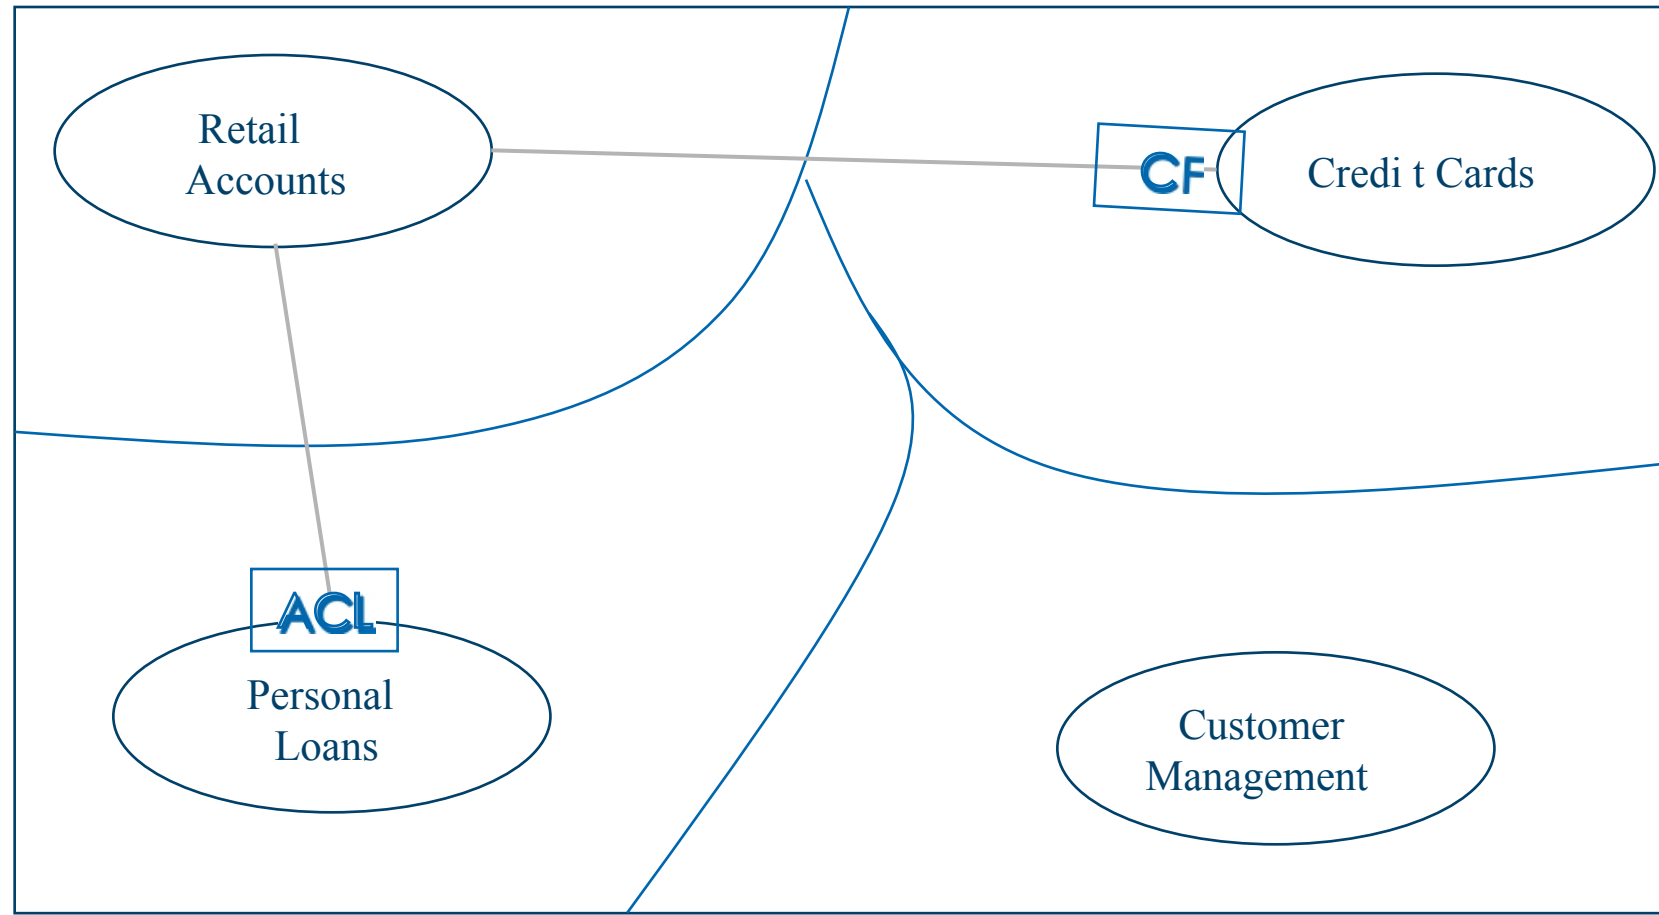 Retail
Accounts
CF
Credi t Cards
ACL
Personal
Loans
Customer
Management